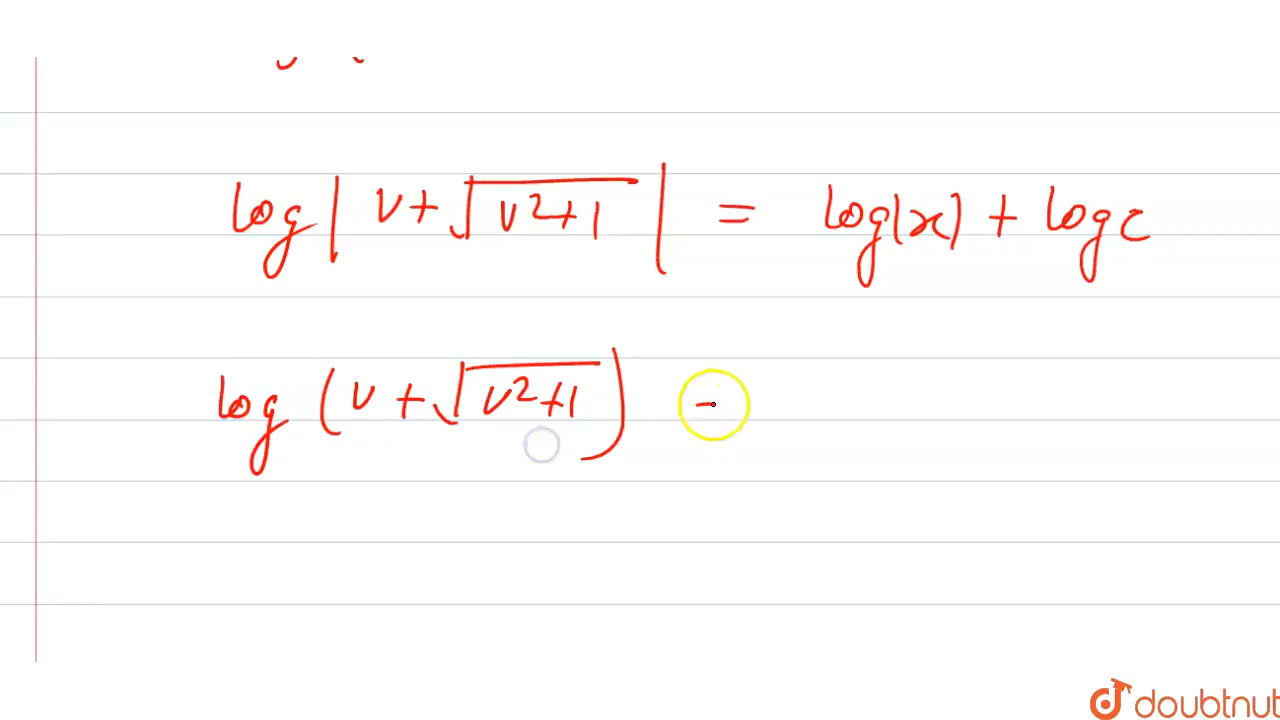 log| v+√(v²+1) | = log(x) + log c
log (v+√(v²+1)) -
doubtnut